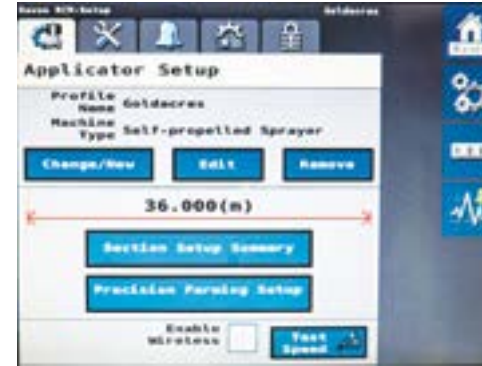 Raven RCM-Setup Goldacres
Applicator Setup
Profile Name Goldacres
Machine Type Self-propelled Sprayer
Change/New Edit Remove
36.000(m)
Section Setup Summary
Precision Farming Setup
Enable Wireless
Test Speed